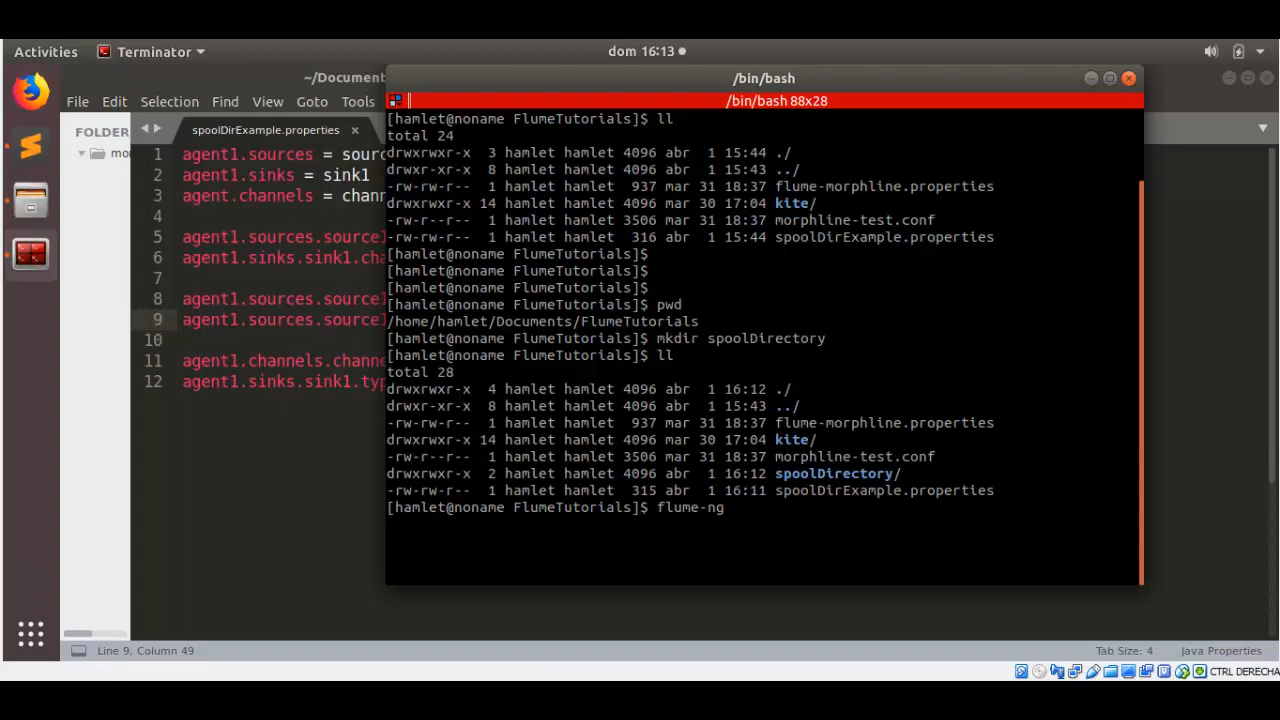 Activities
Terminator
dom 16:13
~/Document
/bin/bash
File Edit Selection Find View Goto Tools
/bin/bash 88x28
FOLDER
spoolDirExample.properties
1 agent1.sources = sourc
2 agent1.sinks = sink1
3 agent.channels = chann
4
5 agent1.sources.source1
6 agent1.sinks.sink1.cha
7
8 agent1.sources.source1
9 agent1.sources.source1
10
11 agent1.channels.channe
12 agent1.sinks.sink1.typ
[hamlet@noname FlumeTutorials]$ ll
total 24
drwxrwxr-x 3 hamlet hamlet 4096 abr 1 15:44 ./
drwxr-xr-x 8 hamlet hamlet 4096 abr 1 15:43 ../
-rw-rw-r-- 1 hamlet hamlet 937 mar 31 18:37 flume-morphline.properties
drwxrwxr-x 14 hamlet hamlet 4096 mar 30 17:04 kite/
-rw-r--r-- 1 hamlet hamlet 3506 mar 31 18:37 morphline-test.conf
-rw-rw-r-- 1 hamlet hamlet 316 abr 1 15:44 spoolDirExample.properties
[hamlet@noname FlumeTutorials]$
[hamlet@noname FlumeTutorials]$
[hamlet@noname FlumeTutorials]$
[hamlet@noname FlumeTutorials]$ pwd
/home/hamlet/Documents/FlumeTutorials
[hamlet@noname FlumeTutorials]$ mkdir spoolDirectory
[hamlet@noname FlumeTutorials]$ ll
total 28
drwxrwxr-x 4 hamlet hamlet 4096 abr 1 16:12 ./
drwxr-xr-x 8 hamlet hamlet 4096 abr 1 15:43 ../
-rw-rw-r-- 1 hamlet hamlet 937 mar 31 18:37 flume-morphline.properties
drwxrwxr-x 14 hamlet hamlet 4096 mar 30 17:04 kite/
-rw-r--r-- 1 hamlet hamlet 3506 mar 31 18:37 morphline-test.conf
drwxrwxr-x 2 hamlet hamlet 4096 abr 1 16:12 spoolDirectory/
-rw-rw-r-- 1 hamlet hamlet 315 abr 1 16:11 spoolDirExample.properties
[hamlet@noname FlumeTutorials]$ flume-ng
Line 9, Column 49
Tab Size: 4
Java Properties
CTRL DERECHA